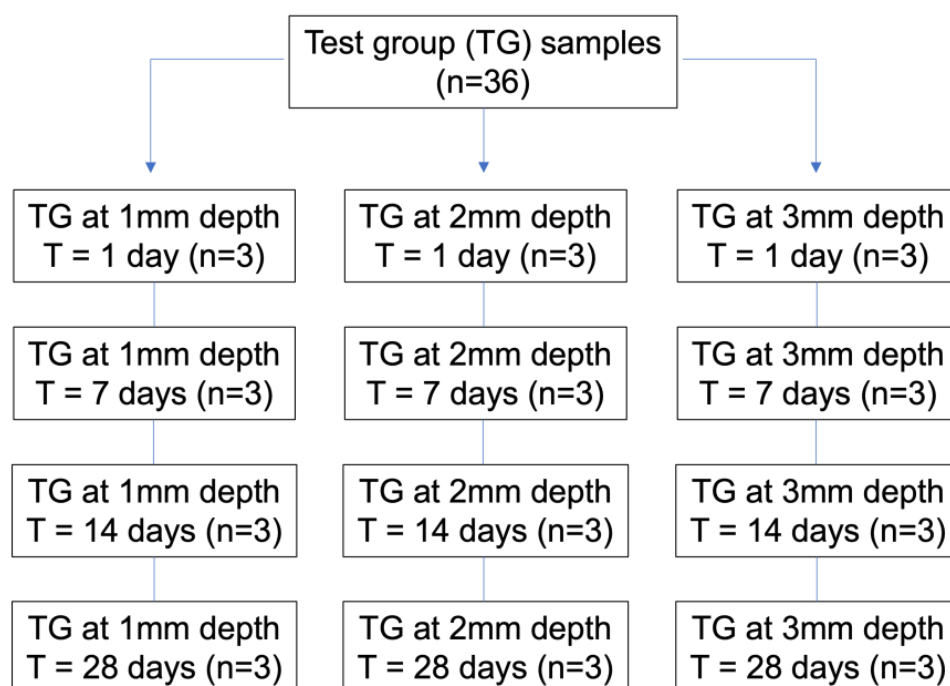 Test group (TG) samples
(n=36)
TG at 1mm depth
T = 1 day (n=3)
TG at 2mm depth
T = 1 day (n=3)
TG at 3mm depth
T = 1 day (n=3)
TG at 1mm depth
T = 7 days (n=3)
TG at 2mm depth
T = 7 days (n=3)
TG at 3mm depth
T = 7 days (n=3)
TG at 1mm depth
T = 14 days (n=3)
TG at 2mm depth
T = 14 days (n=3)
TG at 3mm depth
T = 14 days (n=3)
TG at 1mm depth
T = 28 days (n=3)
TG at 2mm depth
T = 28 days (n=3)
TG at 3mm depth
T = 28 days (n=3)